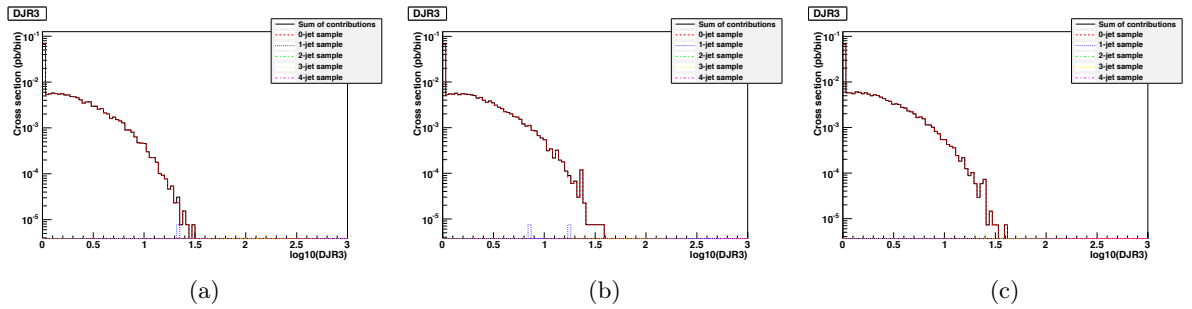 DJR3
Cross section (pb/bin)
10^-1
10^-2
10^-3
10^-4
10^-5
Sum of contributions
0-jet sample
1-jet sample
2-jet sample
3-jet sample
4-jet sample
0 0.5 1 1.5 2 2.5 3
log10(DJR3)
(a)
DJR3
Cross section (pb/bin)
10^-1
10^-2
10^-3
10^-4
10^-5
Sum of contributions
0-jet sample
1-jet sample
2-jet sample
3-jet sample
4-jet sample
0 0.5 1 1.5 2 2.5 3
log10(DJR3)
(b)
DJR3
Cross section (pb/bin)
10^-1
10^-2
10^-3
10^-4
10^-5
Sum of contributions
0-jet sample
1-jet sample
2-jet sample
3-jet sample
4-jet sample
0 0.5 1 1.5 2 2.5 3
log10(DJR3)
(c)